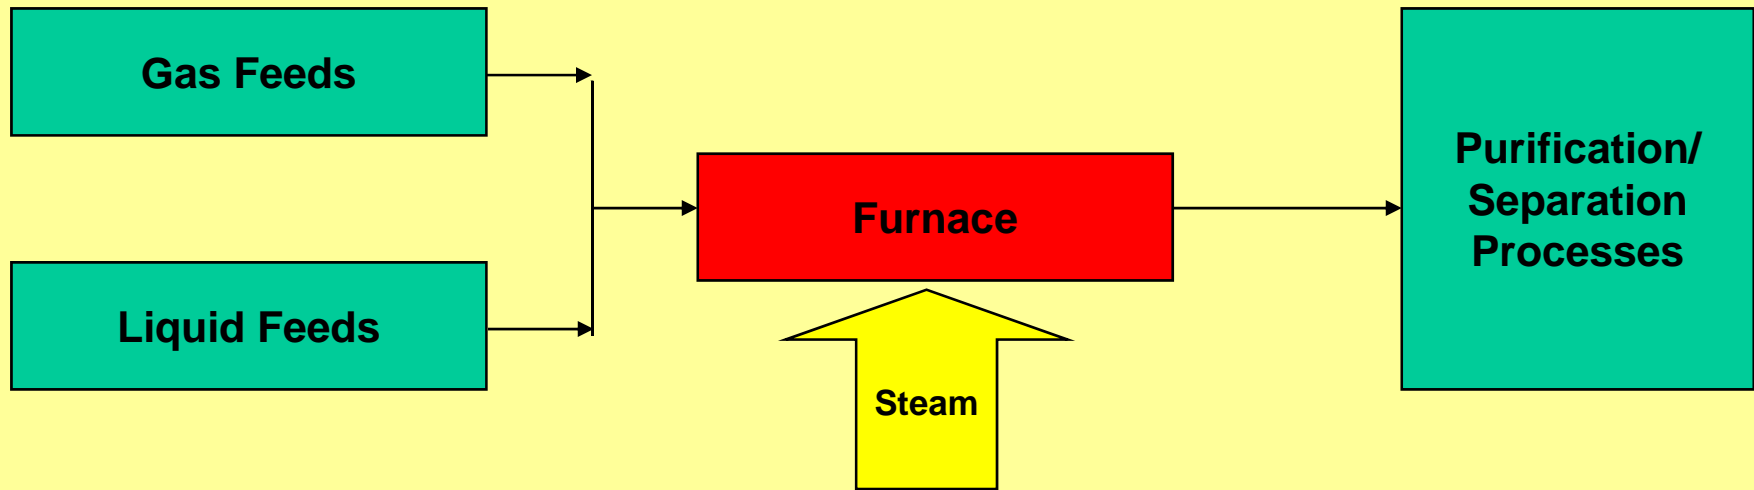 Gas Feeds
Liquid Feeds
Furnace
Steam
Purification/
Separation
Processes